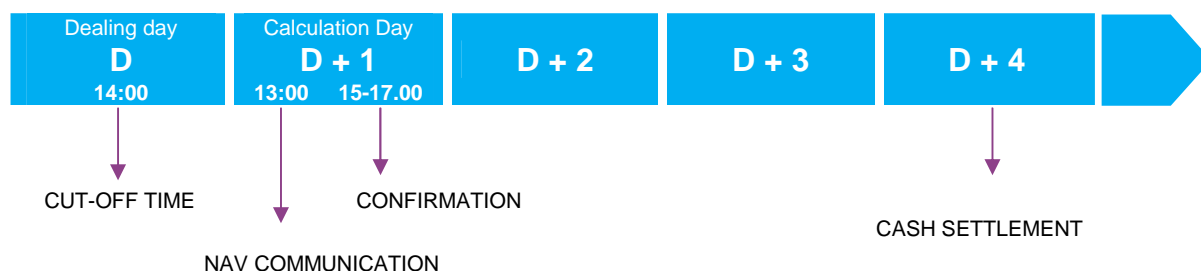 Dealing day
D
14:00
Calculation Day
D + 1
13:00 15-17.00
D + 2
D + 3
D + 4
CUT-OFF TIME
CONFIRMATION
CASH SETTLEMENT
NAV COMMUNICATION